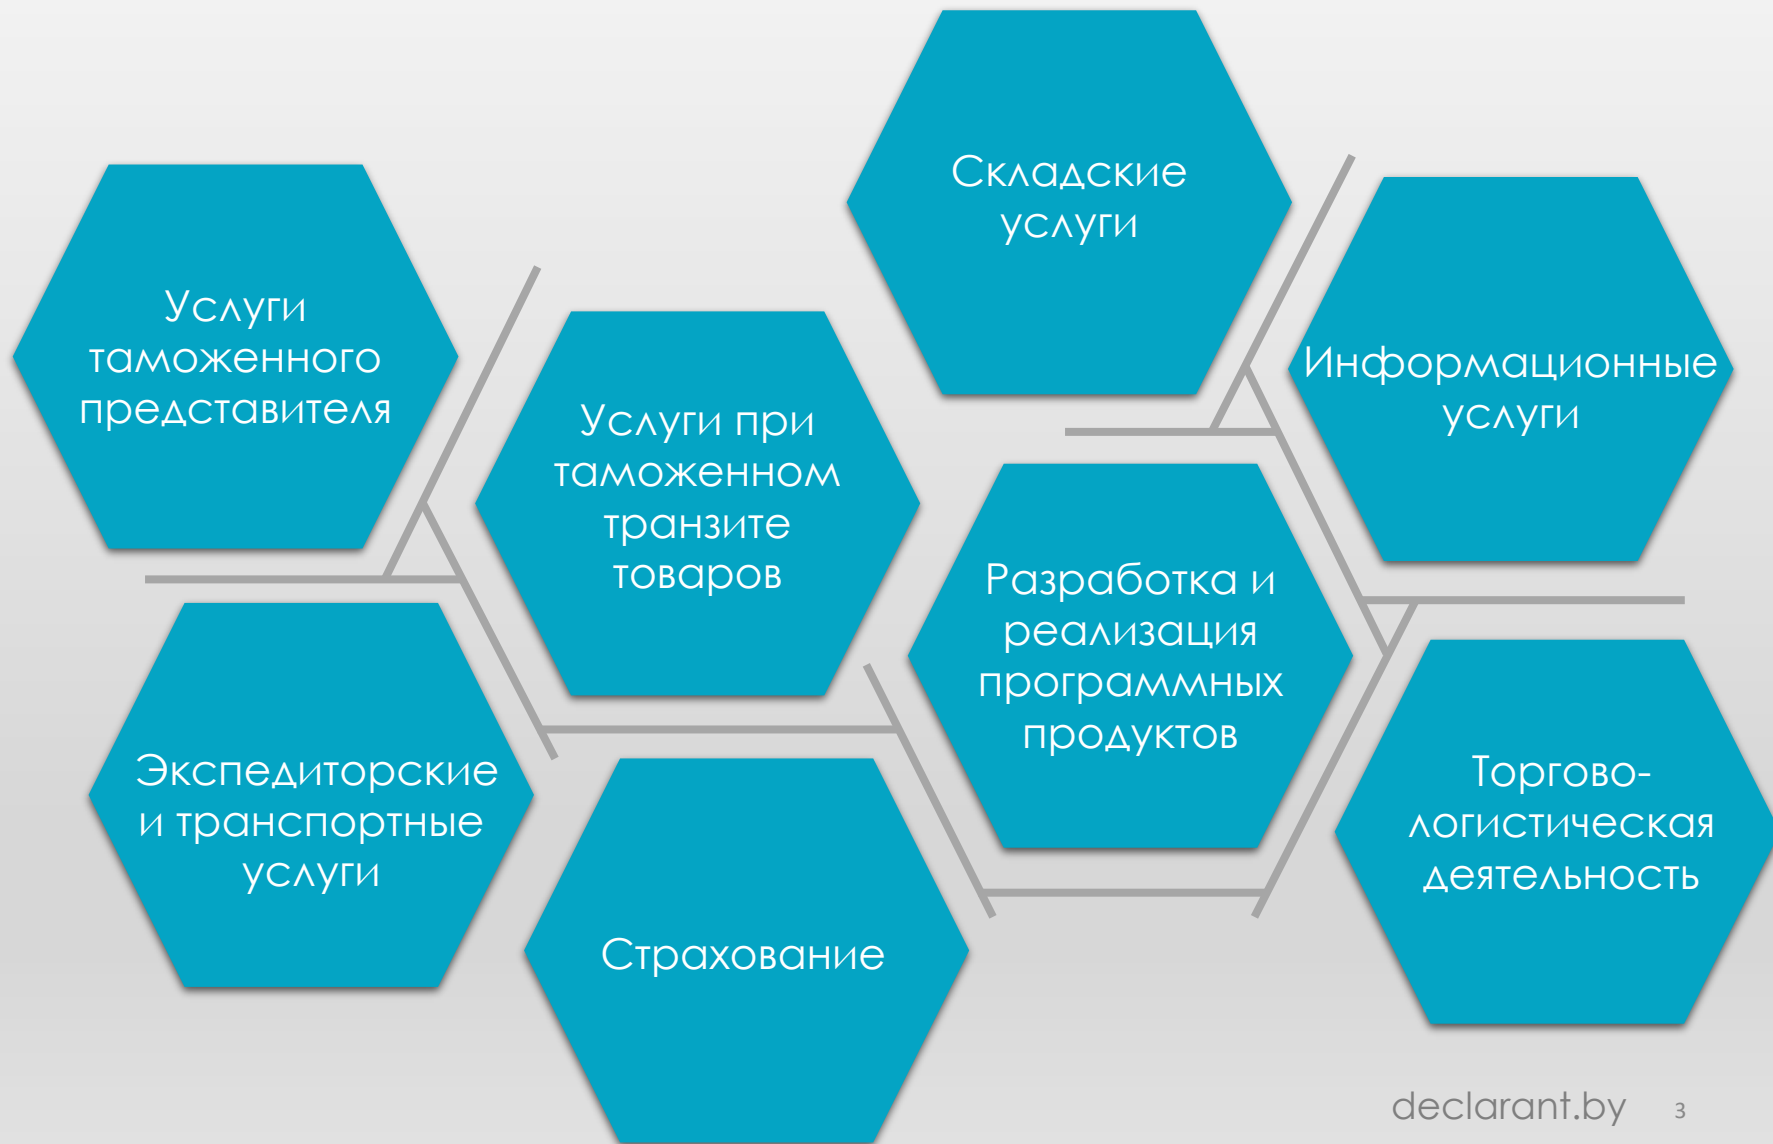 Складские
услуги
Услуги
таможенного
представителя
Информационные
услуги
Услуги при
таможенном
транзите
товаров
Разработка и
реализация
программных
продуктов
Экспедиторские
и транспортные
услуги
Торгово-
логистическая
деятельность
Страхование
declarant.by 3